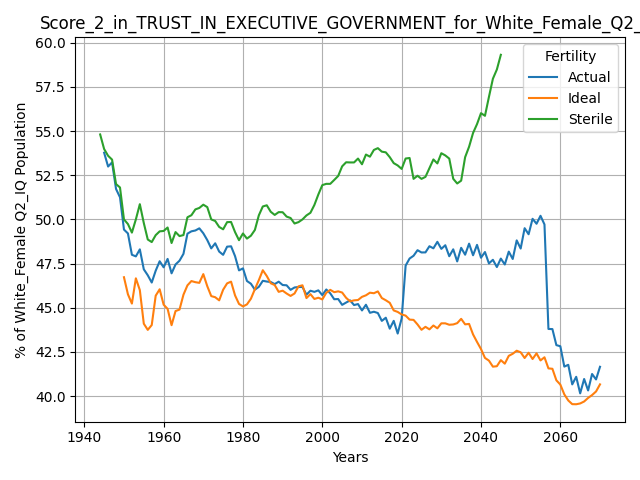 Score_2_in_TRUST_IN_EXECUTIVE_GOVERNMENT_for_White_Female_Q2_
60.0
57.5
55.0
52.5
50.0
47.5
45.0
42.5
40.0
% of White_Female Q2_IQ Population
Fertility
Actual
Ideal
Sterile
1940 1960 1980 2000 2020 2040 2060
Years